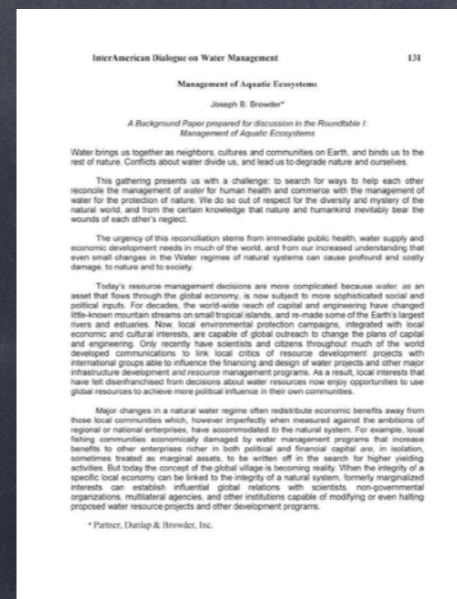 InterAmerican Dialogue on Water Management 131
Management of Aquatic Ecosystems
Joseph B. Browder*
A Background Paper prepared for discussion in the Roundtable I:
Management of Aquatic Ecosystems
Water brings us together as neighbors, cultures and communities on Earth, and binds us to the
rest of nature. Conflicts about water divide us, and lead us to degrade nature and ourselves.
This gathering presents us with a challenge: to search for ways to help each other
reconcile the management of water for human health and commerce with the management of
water for the protection of nature. We do so out of respect for the diversity and mystery of the
natural world, and from the certain knowledge that nature and humankind inevitably bear the
wounds of each other's neglect.
The urgency of this reconciliation stems from immediate public health, water supply and
economic development needs in much of the world, and from our increased understanding that
even small changes in the Water regimes of natural systems can cause profound and costly
damage, to nature and to society.
Today's resource management decisions are more complicated because water, as an
asset that flows through the global economy, is now subject to more sophisticated social and
political inputs. For decades, the world-wide reach of capital and engineering have changed
little-known mountain streams on small tropical islands, and re-made some of the Earth's largest
rivers and estuaries. Now, local environmental protection campaigns, integrated with local
economic and cultural interests, are capable of global outreach to change the plans of capital
and engineering. Only recently have scientists and citizens throughout much of the world
developed communications to link local critics of resource development projects with
international groups able to influence the financing and design of water projects and other major
infrastructure development and resource management programs. As a result, local interests that
have felt disenfranchised from decisions about water resources now enjoy opportunities to use
global resources to achieve more political influence in their own communities.
Major changes in a natural water regime often redistribute economic benefits away from
those local communities which, however imperfectly when measured against the ambitions of
regional or national enterprises, have accommodated to the natural system. For example, local
fishing communities economically damaged by water management programs that increase
benefits to other enterprises richer in both political and financial capital are, in isolation,
sometimes treated as marginal assets, to be written off in the search for higher yielding
activities. But today the concept of the global village is becoming reality. When the integrity of a
specific local economy can be linked to the integrity of a natural system, formerly marginalized
interests can establish influential global relations with scientists, non-governmental
organizations, multilateral agencies, and other institutions capable of modifying or even halting
proposed water resource projects and other development programs.
* Partner, Dunlap & Browder, Inc.